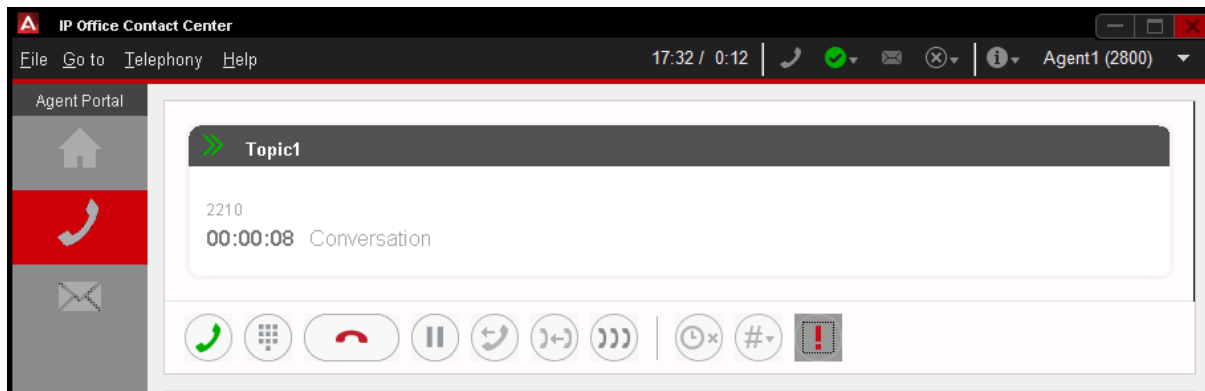 IP Office Contact Center
File Go to Telephony Help 17:32 / 0:12 Agent1 (2800)
Agent Portal
Topic1
2210
00:00:08 Conversation